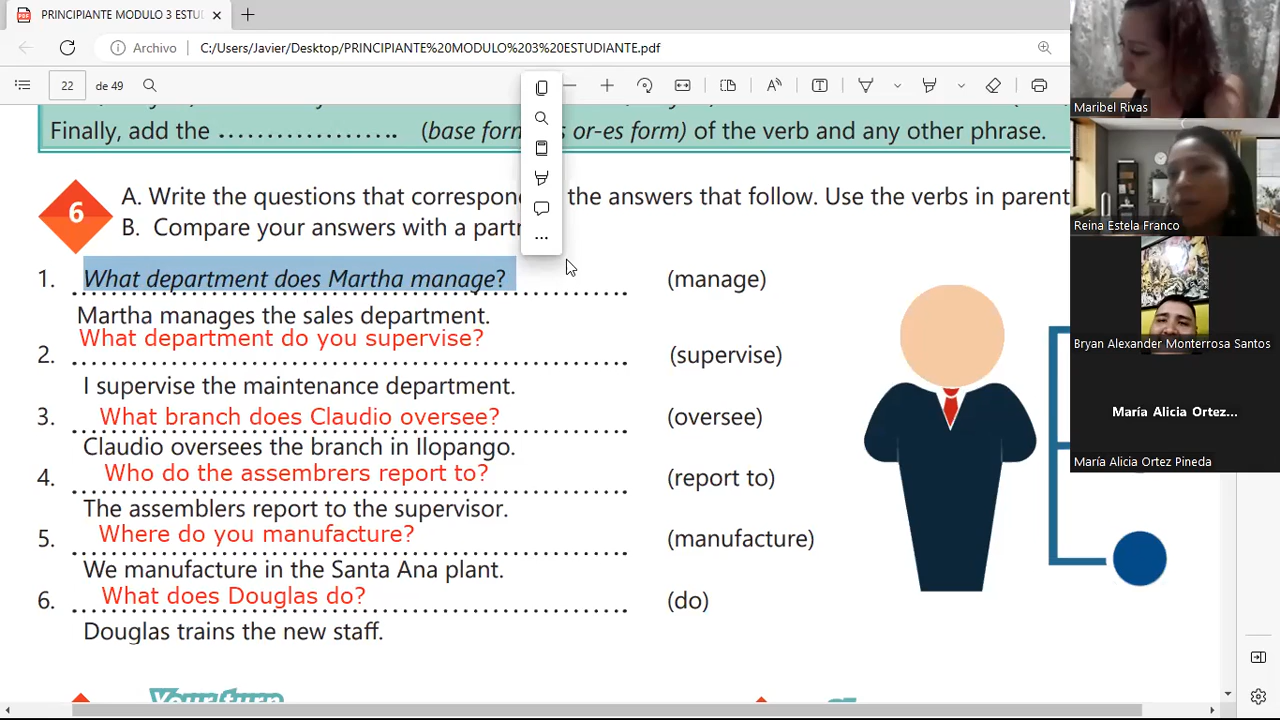 PRINCIPIANTE MODULO 3 ESTU
Archivo
C:/Users/Javier/Desktop/PRINCIPIANTE%20MODULO%203%20ESTUDIANTE.pdf
22
de 49
Finally, add the ………………….. (base form s or-es form) of the verb and any other phrase.
6
A. Write the questions that correspon the answers that follow. Use the verbs in parent
B. Compare your answers with a partn
1. What department does Martha manage? (manage)
Martha manages the sales department.
What department do you supervise?
2. (supervise)
I supervise the maintenance department.
3. What branch does Claudio oversee? (oversee)
Claudio oversees the branch in Ilopango.
4. Who do the assembrers report to? (report to)
The assemblers report to the supervisor.
5. Where do you manufacture? (manufacture)
We manufacture in the Santa Ana plant.
6. What does Douglas do? (do)
Douglas trains the new staff.
Your turn
Maribel Rivas
Reina Estela Franco
Bryan Alexander Monterrosa Santos
María Alicia Ortez...
María Alicia Ortez Pineda